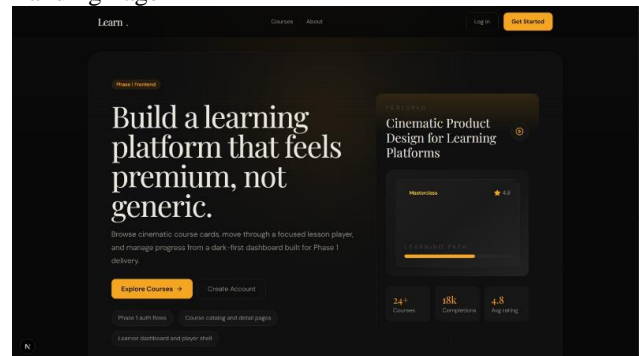 Learn .
Courses About
Log in
Get Started
Phase 1 Frontend
Build a learning
platform that feels
premium, not
generic.
Browse cinematic course cards, move through a focused lesson player,
and manage progress from a dark-first dashboard built for Phase 1
delivery.
Explore Courses →
Create Account
Phase 1 auth flows
Course catalog and detail pages
Learner dashboard and player shell
FEATURED
Cinematic Product
Design for Learning
Platforms
Masterclass
4.9
LEARNING PATH
24+
Courses
18k
Completions
4.8
Avg rating
N